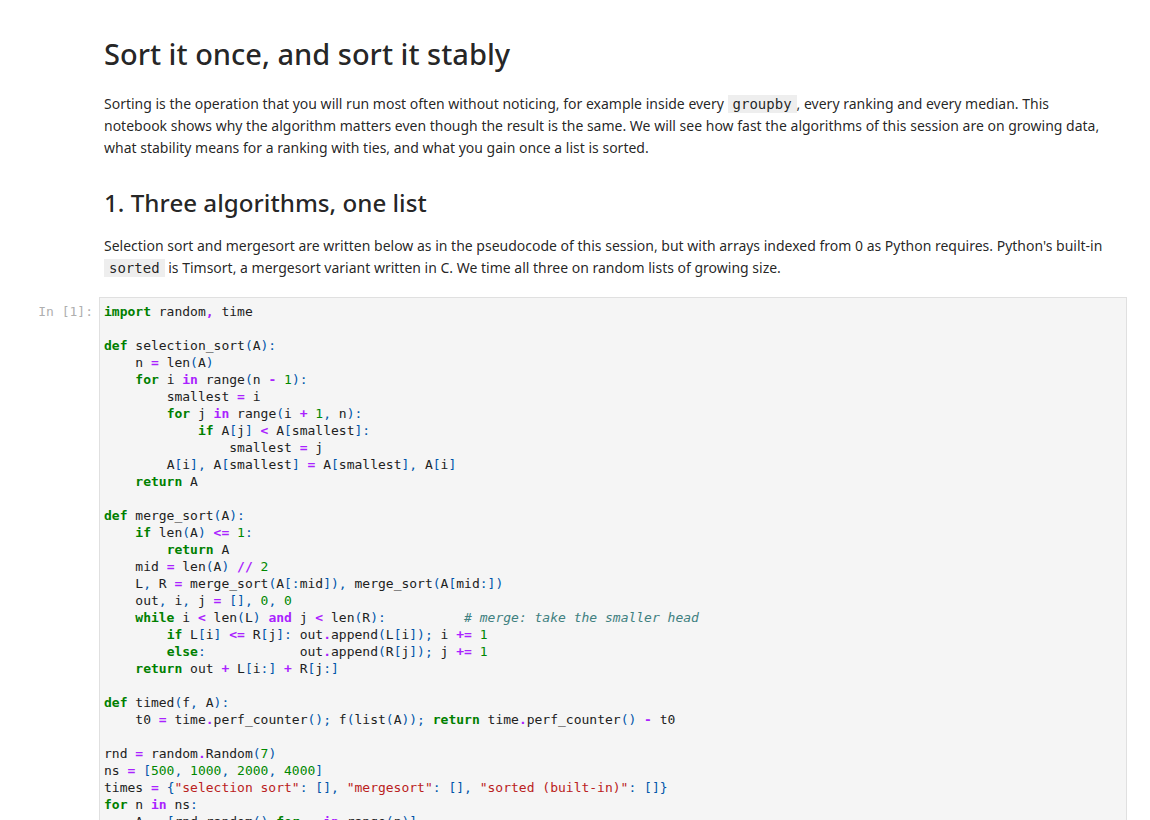 Sort it once, and sort it stably
Sorting is the operation that you will run most often without noticing, for example inside every groupby, every ranking and every median. This
notebook shows why the algorithm matters even though the result is the same. We will see how fast the algorithms of this session are on growing data,
what stability means for a ranking with ties, and what you gain once a list is sorted.
1. Three algorithms, one list
Selection sort and mergesort are written below as in the pseudocode of this session, but with arrays indexed from 0 as Python requires. Python's built-in
sorted is Timsort, a mergesort variant written in C. We time all three on random lists of growing size.
In [1]:
import random, time
def selection_sort(A):
    n = len(A)
    for i in range(n - 1):
        smallest = i
        for j in range(i + 1, n):
            if A[j] < A[smallest]:
                smallest = j
        A[i], A[smallest] = A[smallest], A[i]
    return A
def merge_sort(A):
    if len(A) <= 1:
        return A
    mid = len(A) // 2
    L, R = merge_sort(A[:mid]), merge_sort(A[mid:])
    out, i, j = [], 0, 0
    while i < len(L) and j < len(R):          # merge: take the smaller head
        if L[i] <= R[j]: out.append(L[i]); i += 1
        else:            out.append(R[j]); j += 1
    return out + L[i:] + R[j:]
def timed(f, A):
    t0 = time.perf_counter(); f(list(A)); return time.perf_counter() - t0
rnd = random.Random(7)
ns = [500, 1000, 2000, 4000]
times = {"selection sort": [], "mergesort": [], "sorted (built-in)": []}
for n in ns: